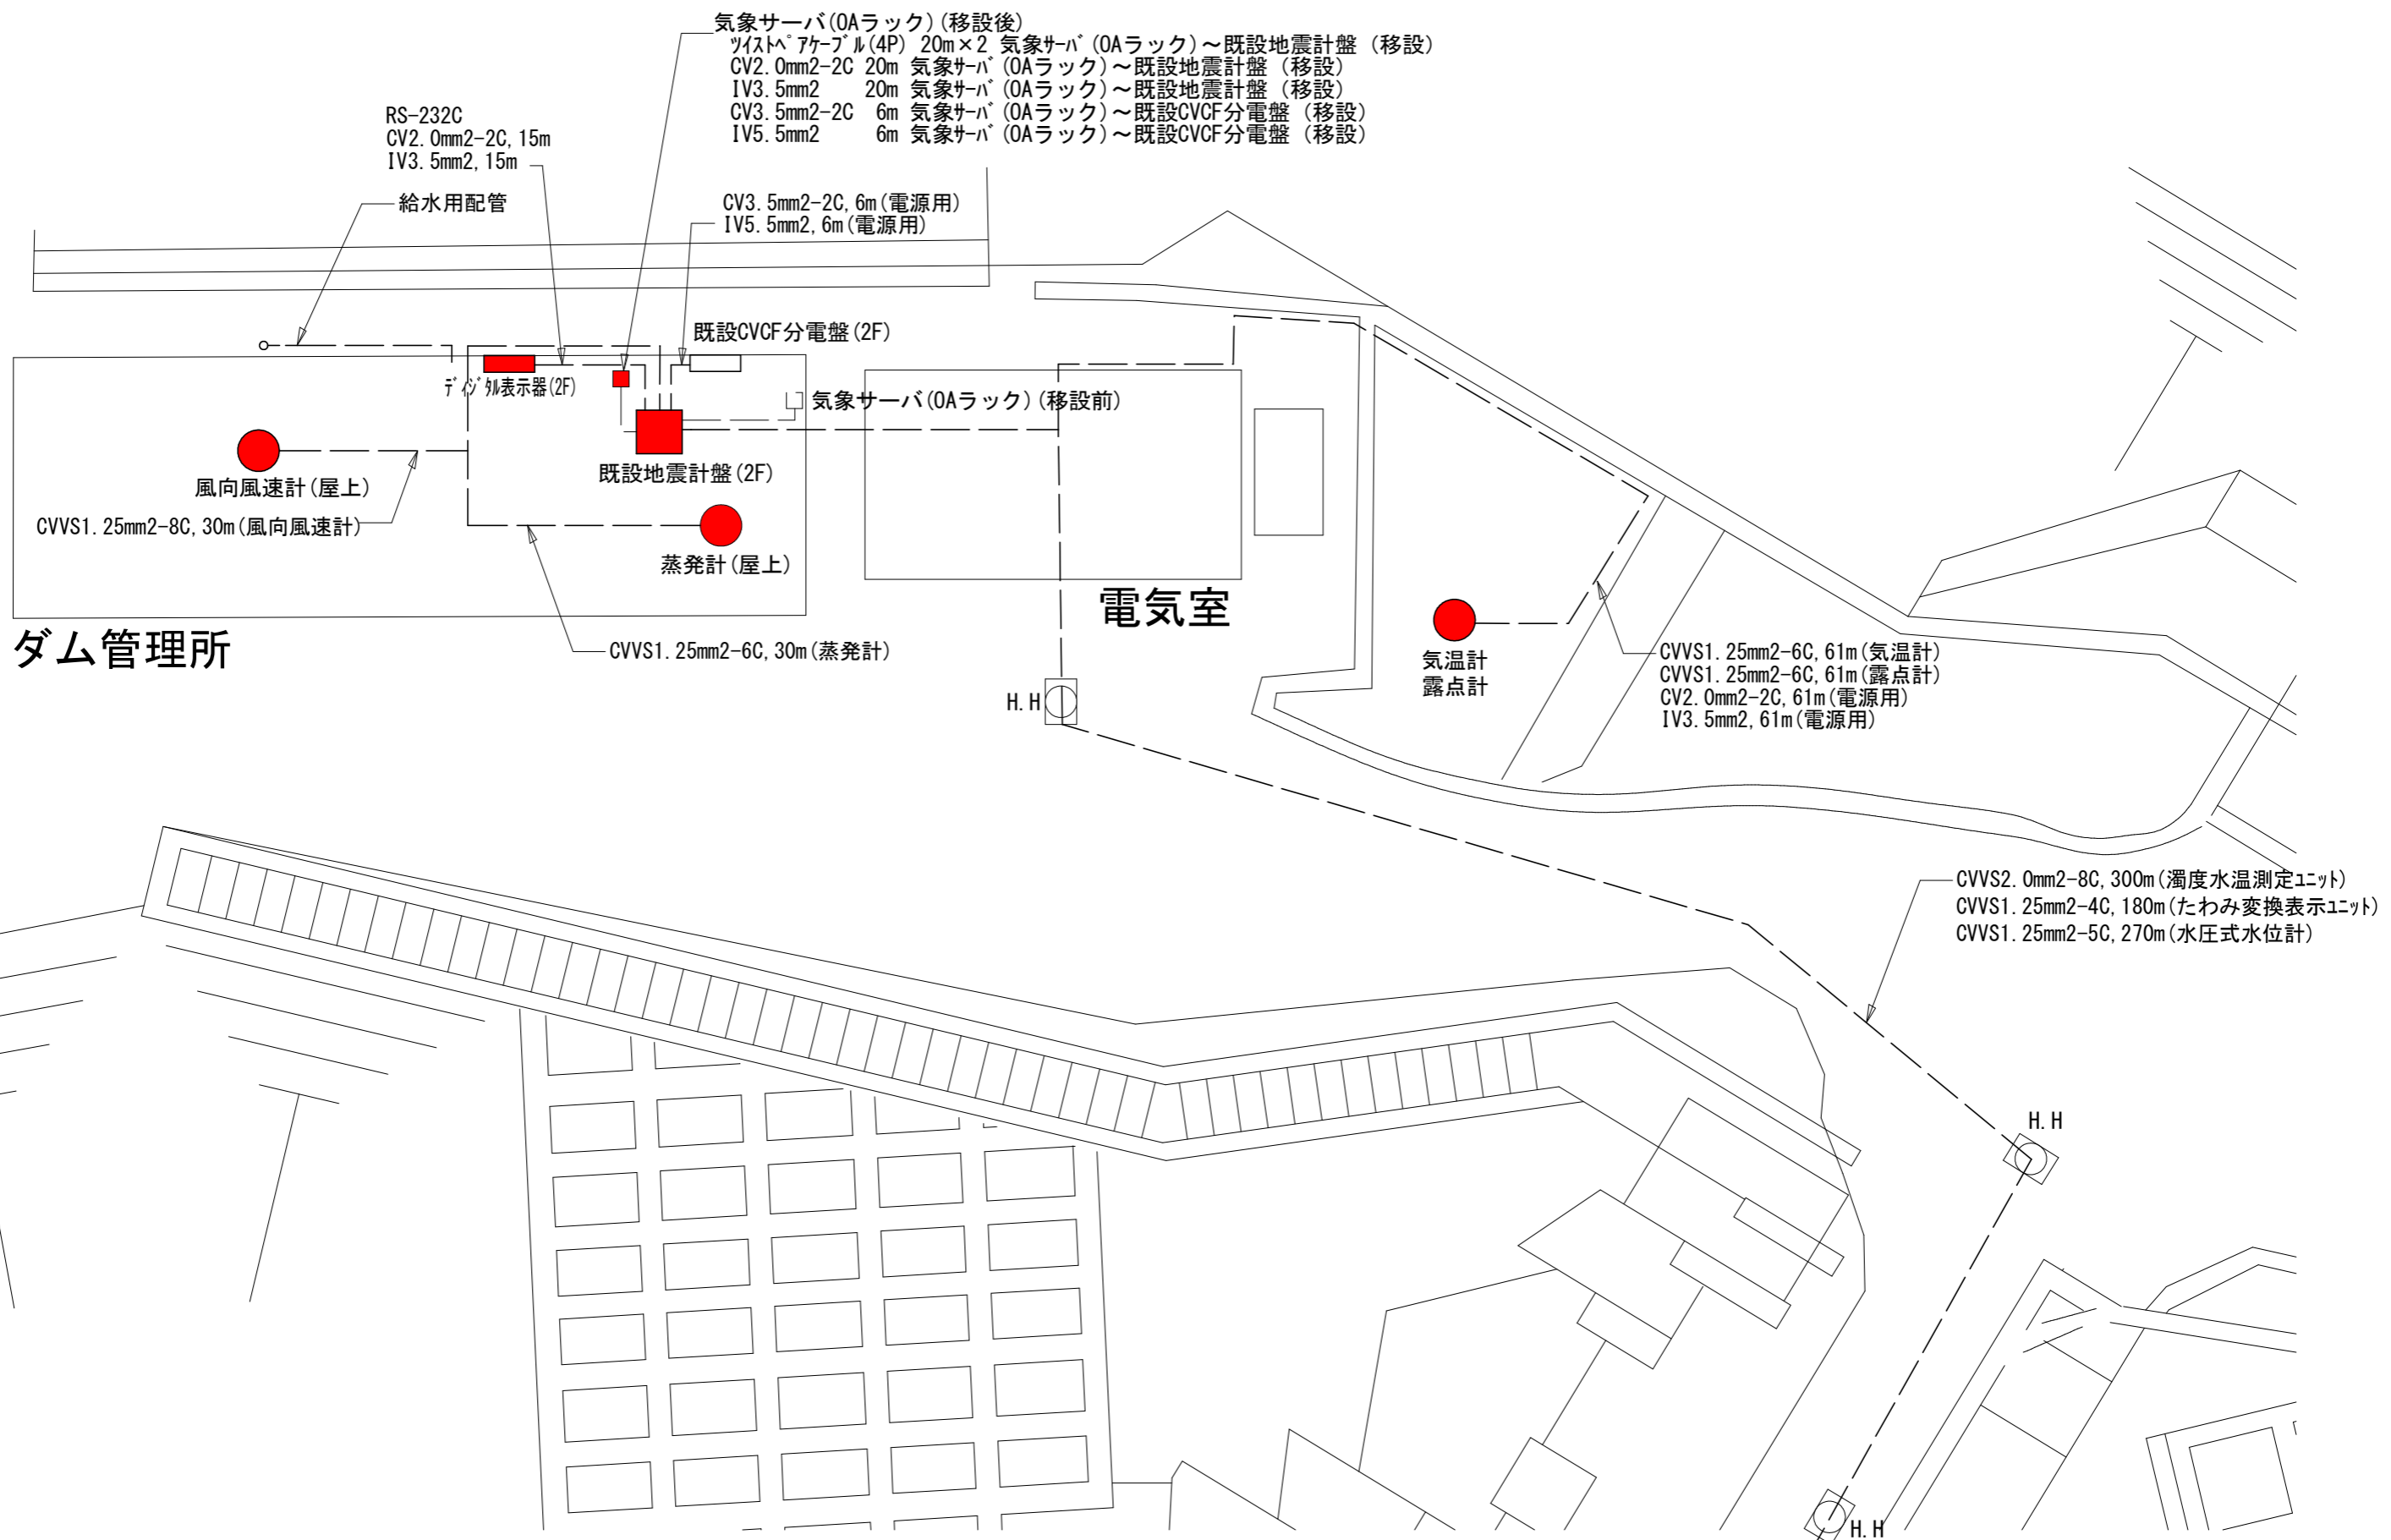 気象サーバ(OAラック)(移設後)
ﾂｲｽﾄﾍﾟｱｹｰﾌﾞﾙ(4P) 20m×2 気象ｻｰﾊﾞ(OAラック)～既設地震計盤 (移設)
CV2.0mm2-2C 20m 気象ｻｰﾊﾞ(OAラック)～既設地震計盤 (移設)
IV3.5mm2 20m 気象ｻｰﾊﾞ(OAラック)～既設地震計盤 (移設)
CV3.5mm2-2C 6m 気象ｻｰﾊﾞ(OAラック)～既設CVCF分電盤 (移設)
IV5.5mm2 6m 気象ｻｰﾊﾞ(OAラック)～既設CVCF分電盤 (移設)
RS-232C
CV2.0mm2-2C,15m
IV3.5mm2,15m
給水用配管
CV3.5mm2-2C,6m(電源用)
IV5.5mm2,6m(電源用)
既設CVCF分電盤(2F)
ﾃﾞｨｼﾞﾀﾙ表示器(2F)
気象サーバ(OAラック)(移設前)
既設地震計盤(2F)
風向風速計(屋上)
CVVS1.25mm2-8C,30m(風向風速計)
蒸発計(屋上)
電気室
ダム管理所
CVVS1.25mm2-6C,30m(蒸発計)
気温計
露点計
CVVS1.25mm2-6C,61m(気温計)
CVVS1.25mm2-6C,61m(露点計)
CV2.0mm2-2C,61m(電源用)
IV3.5mm2,61m(電源用)
H.H
CVVS2.0mm2-8C,300m(濁度水温測定ﾕﾆｯﾄ)
CVVS1.25mm2-4C,180m(たわみ変換表示ﾕﾆｯﾄ)
CVVS1.25mm2-5C,270m(水圧式水位計)
H.H
H.H